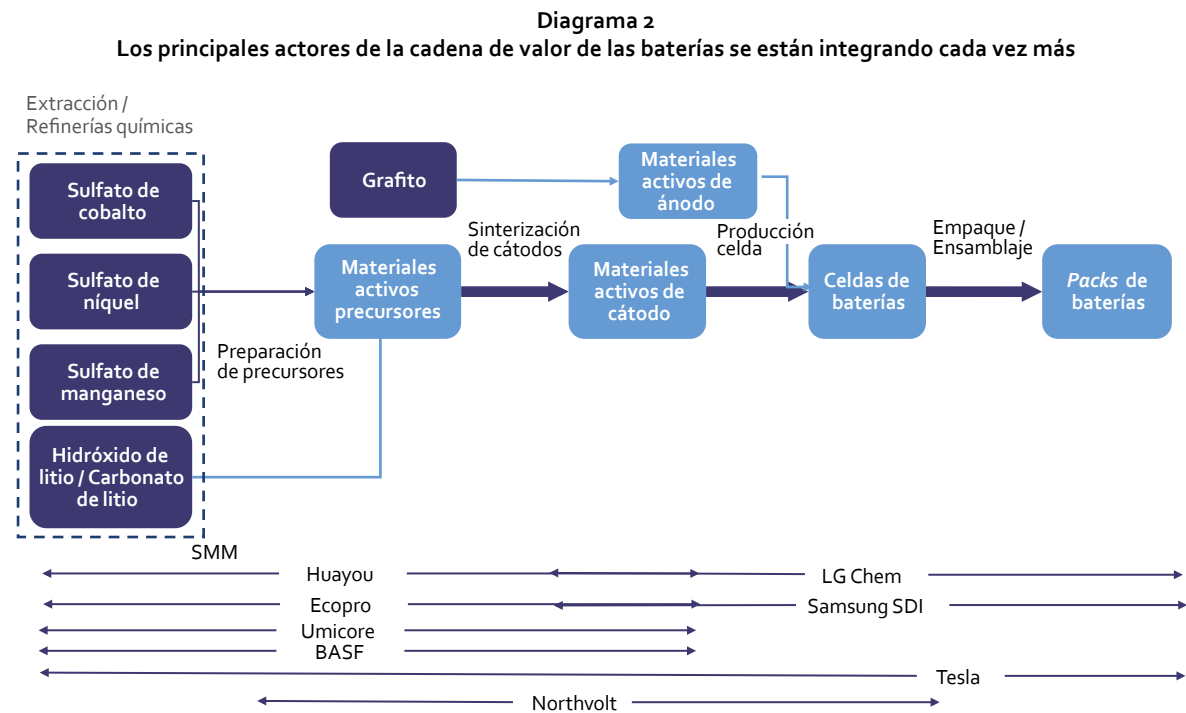 Diagrama 2
Los principales actores de la cadena de valor de las baterías se están integrando cada vez más
Extracción /
Refinerías químicas
Sulfato de
cobalto
Sulfato de
níquel
Sulfato de
manganeso
Hidróxido de
litio / Carbonato
de litio
Preparación
de precursores
Grafito
Materiales
activos
precursores
Sinterización
de cátodos
Materiales
activos de
ánodo
Materiales
activos de
cátodo
Producción
celda
Celdas de
baterías
Empaque /
Ensamblaje
Packs de
baterías
SMM
Huayou
LG Chem
Ecopro
Samsung SDI
Umicore
BASF
Tesla
Northvolt